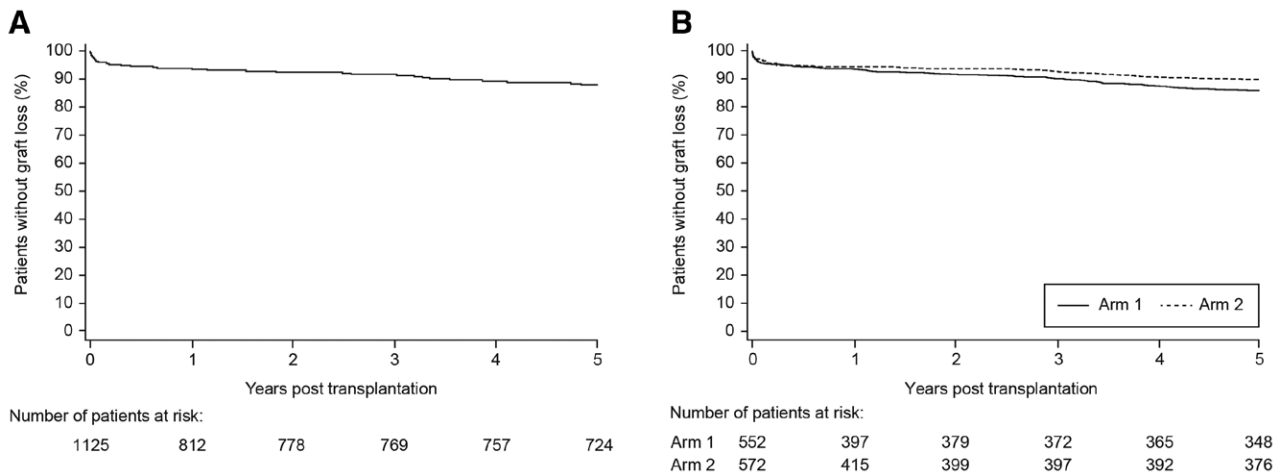 A
Patients without graft loss (%)
100
90
80
70
60
50
40
30
20
10
0
0 1 2 3 4 5
Years post transplantation
Number of patients at risk:
1125 812 778 769 757 724
B
Patients without graft loss (%)
100
90
80
70
60
50
40
30
20
10
0
Arm 1 Arm 2
0 1 2 3 4 5
Years post transplantation
Number of patients at risk:
Arm 1 552 397 379 372 365 348
Arm 2 572 415 399 397 392 376